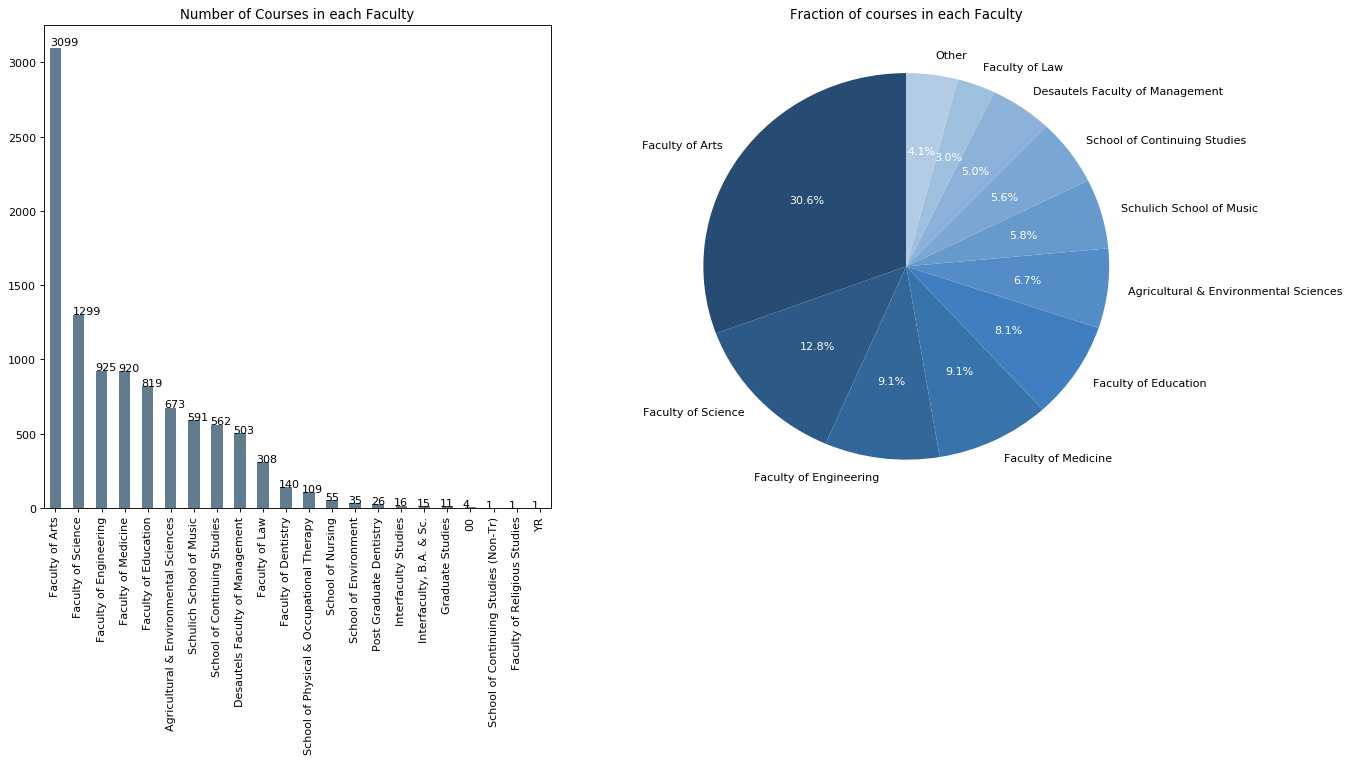 Number of Courses in each Faculty
3000
2500
2000
1500
1000
500
0
3099
1299
925
920
819
673
591
562
503
308
140
109
55
35
26
16
15
11
4
1
1
1
Faculty of Arts
Faculty of Science
Faculty of Engineering
Faculty of Medicine
Faculty of Education
Agricultural & Environmental Sciences
Schulich School of Music
School of Continuing Studies
Desautels Faculty of Management
Faculty of Law
Faculty of Dentistry
School of Physical & Occupational Therapy
School of Nursing
School of Environment
Post Graduate Dentistry
Interfaculty Studies
Interfaculty, B.A. & Sc.
Graduate Studies
00
School of Continuing Studies (Non-Tr)
Faculty of Religious Studies
YR
Fraction of courses in each Faculty
Other
Faculty of Law
Desautels Faculty of Management
School of Continuing Studies
Schulich School of Music
Agricultural & Environmental Sciences
Faculty of Education
Faculty of Medicine
Faculty of Engineering
Faculty of Science
Faculty of Arts
4.1%
3.0%
5.0%
5.6%
5.8%
6.7%
8.1%
9.1%
9.1%
12.8%
30.6%